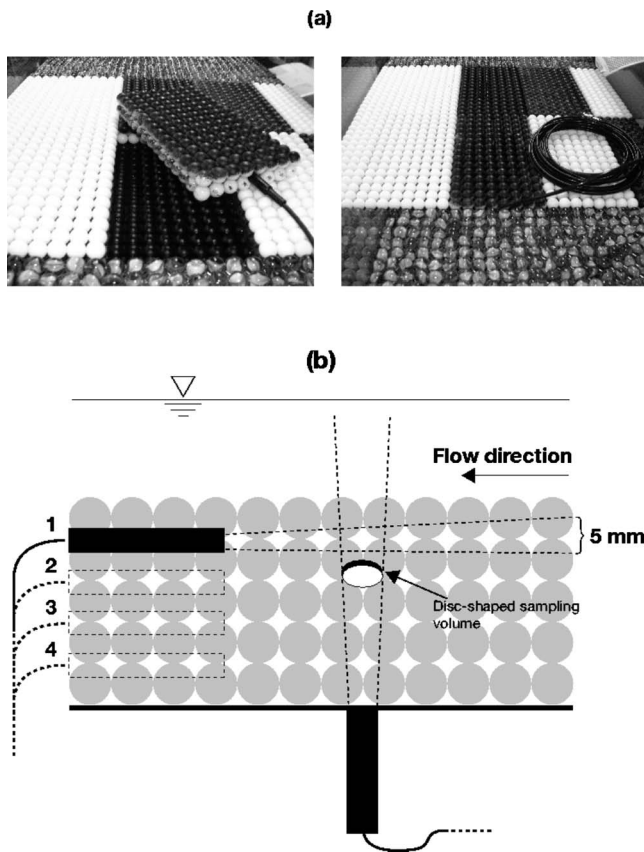 (a)
(b)
Flow direction
1
5 mm
2
Disc-shaped sampling
volume
3
4